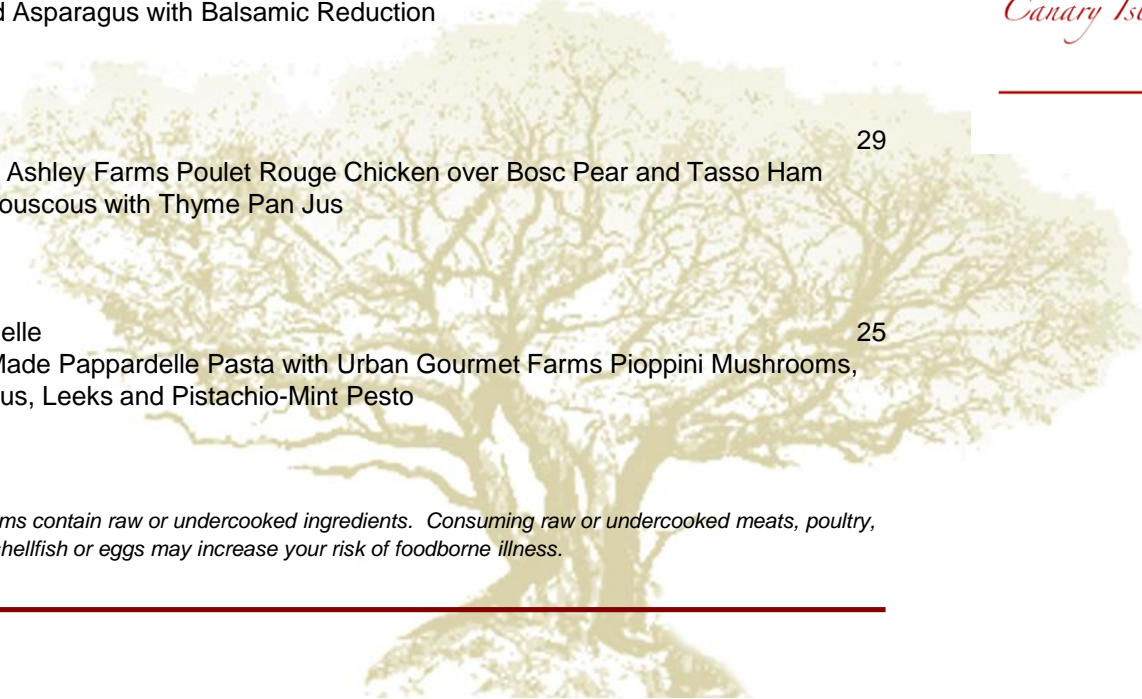 Asparagus with Balsamic Reduction
Canary
29
Ashley Farms Poulet Rouge Chicken over Bosc Pear and Tasso Ham
ouscous with Thyme Pan Jus
elle
25
Made Pappardelle Pasta with Urban Gourmet Farms Pioppini Mushrooms,
us, Leeks and Pistachio-Mint Pesto
ms contain raw or undercooked ingredients.  Consuming raw or undercooked meats, poultry,
shellfish or eggs may increase your risk of foodborne illness.